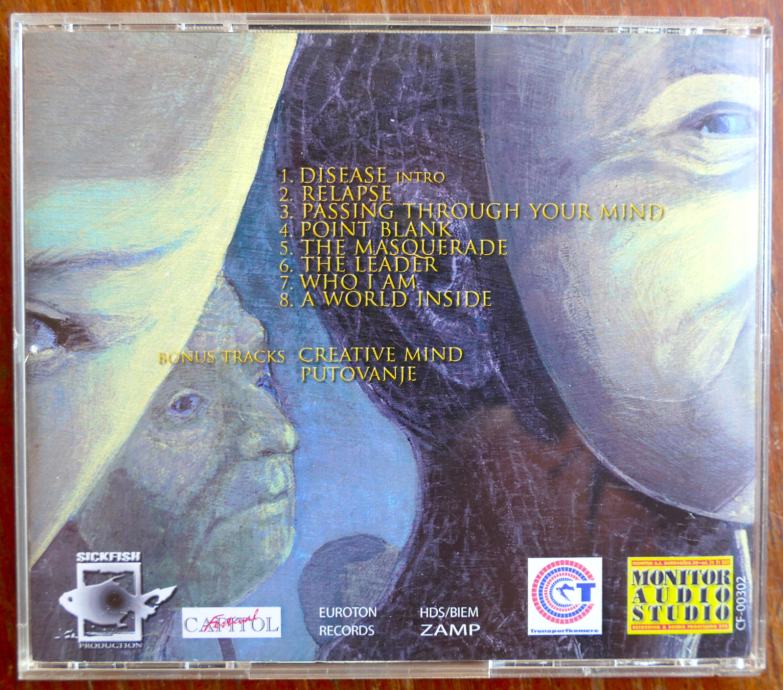 1. DISEASE INTRO
2. RELAPSE
3. PASSING THROUGH YOUR MIND
4. POINT BLANK
5. THE MASQUERADE
6. THE LEADER
7. WHO I AM
8. A WORLD INSIDE
BONUS TRACKS CREATIVE MIND
PUTOVANJE
SICKFISH
PRODUCTION
CAPITOL
EUROTON
RECORDS
HDS/BIEM
ZAMP
CT
Transportkomerc
MONITOR
AUDIO
STUDIO
CF-00302